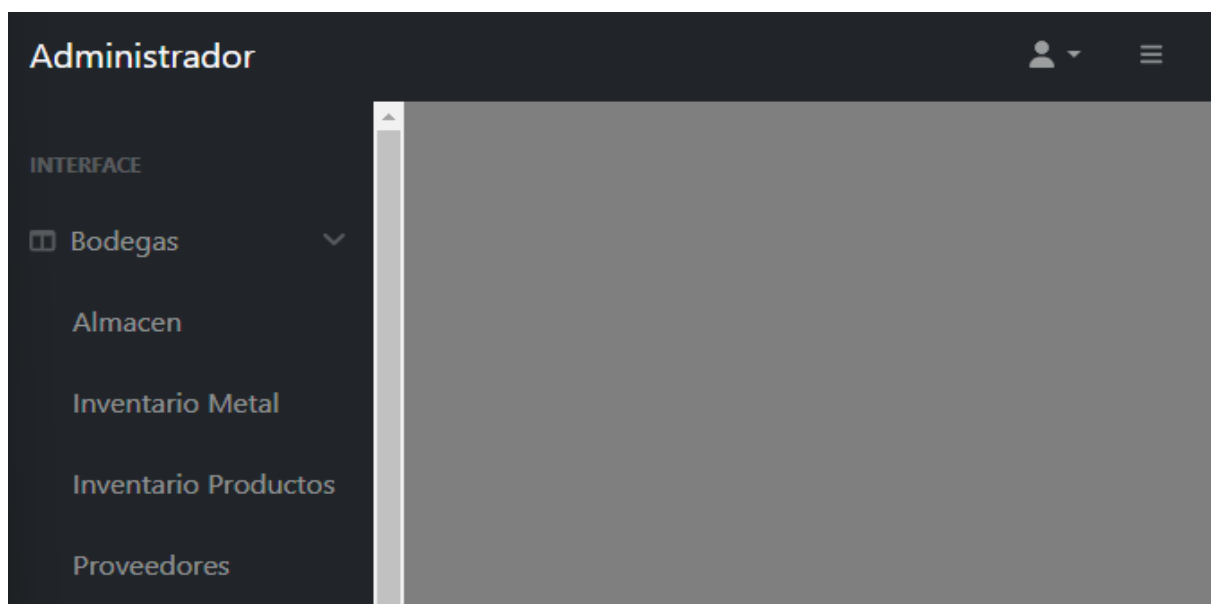 Administrador
INTERFACE
Bodegas
Almacen
Inventario Metal
Inventario Productos
Proveedores